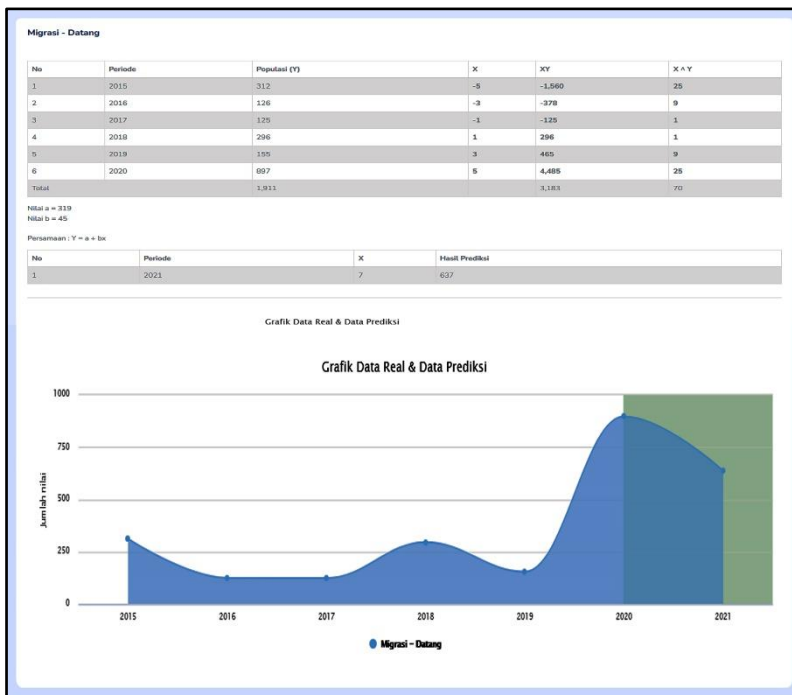 Migrasi - Datang
No Periode Populasi (Y) X XY X ^ Y
1 2015 312 -5 -1,560 25
2 2016 126 -3 -378 9
3 2017 125 -1 -125 1
4 2018 296 1 296 1
5 2019 155 3 465 9
6 2020 897 5 4,485 25
Total 1,911 3,183 70
Nilai a = 319
Nilai b = 45
Persamaan : Y = a + bx
No Periode X Hasil Prediksi
1 2021 7 637
Grafik Data Real & Data Prediksi
Grafik Data Real & Data Prediksi
Jumlah nilai
1000
750
500
250
0
2015 2016 2017 2018 2019 2020 2021
Migrasi - Datang